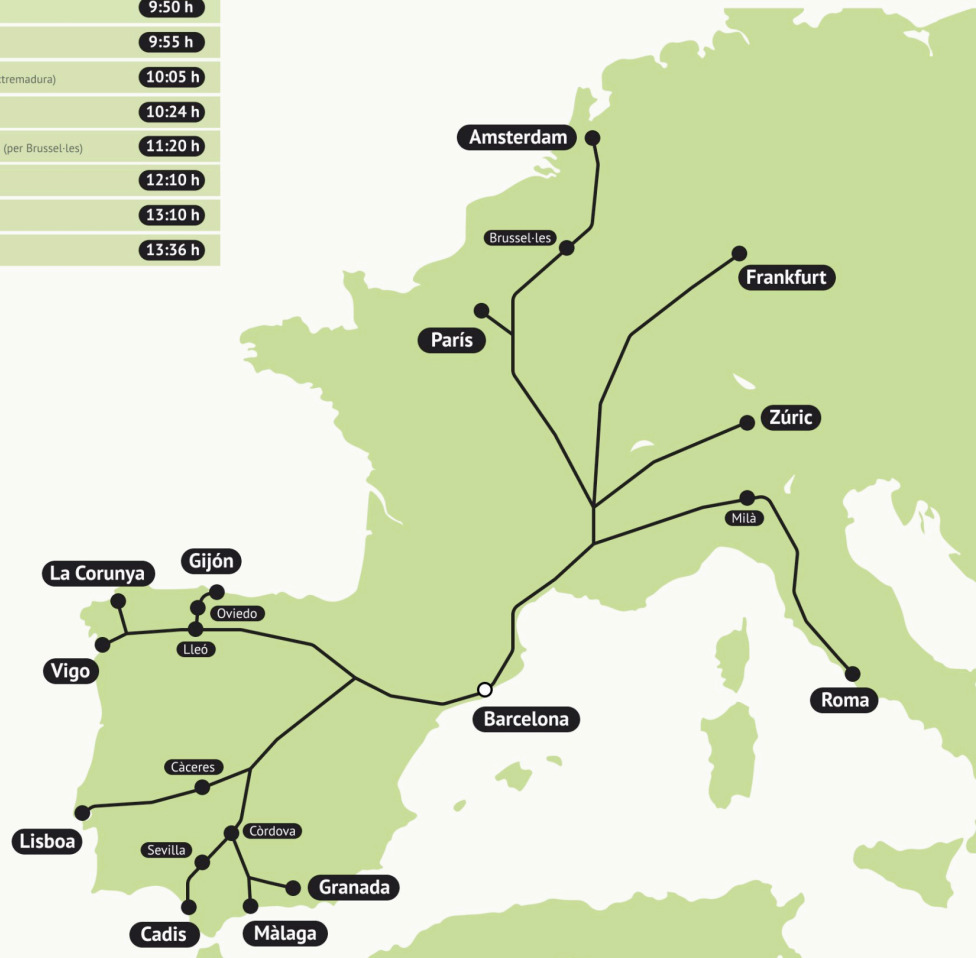 9:50 h
9:55 h
xtremadura) 10:05 h
10:24 h
(per Brussel·les) 11:20 h
12:10 h
13:10 h
13:36 h
Amsterdam
Brussel·les
Frankfurt
París
Zúric
Milà
Gijón
La Corunya
Oviedo
Lleó
Vigo
Roma
Barcelona
Càceres
Còrdova
Lisboa
Sevilla
Granada
Cadis
Màlaga